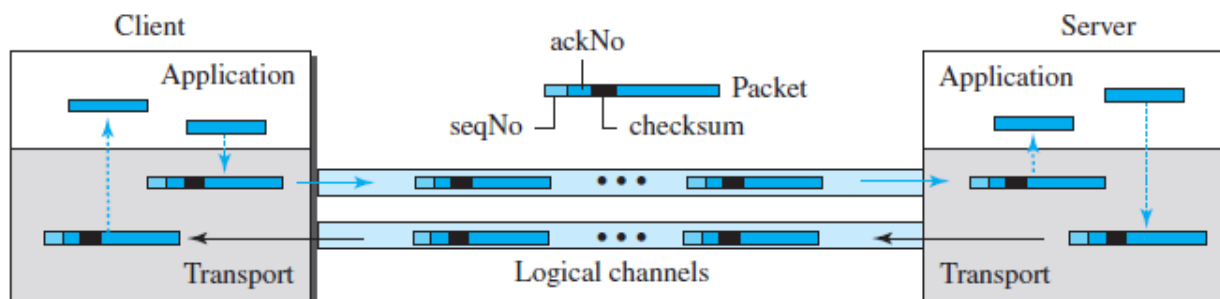 Client
ackNo
Server
Application
Packet
Application
seqNo
checksum
Transport
Logical channels
Transport